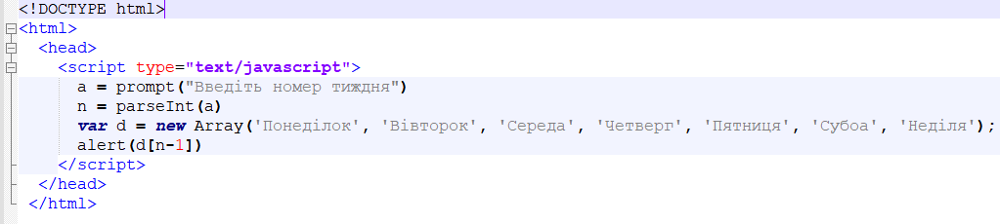 <!DOCTYPE html>
<html>
<head>
<script type="text/javascript">
a = prompt("Введіть номер тиждня")
n = parseInt(a)
var d = new Array('Понеділок', 'Вівторок', 'Середа', 'Четверг', 'Пятниця', 'Субоа', 'Неділя');
alert(d[n-1])
</script>
</head>
</html>